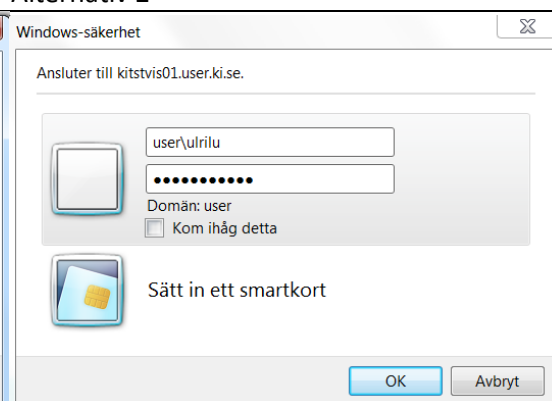 Windows-säkerhet
Ansluter till kitstvis01.user.ki.se.
user\ulrilu
●●●●●●●●●●●
Domän: user
Kom ihåg detta
Sätt in ett smartkort
OK
Avbryt